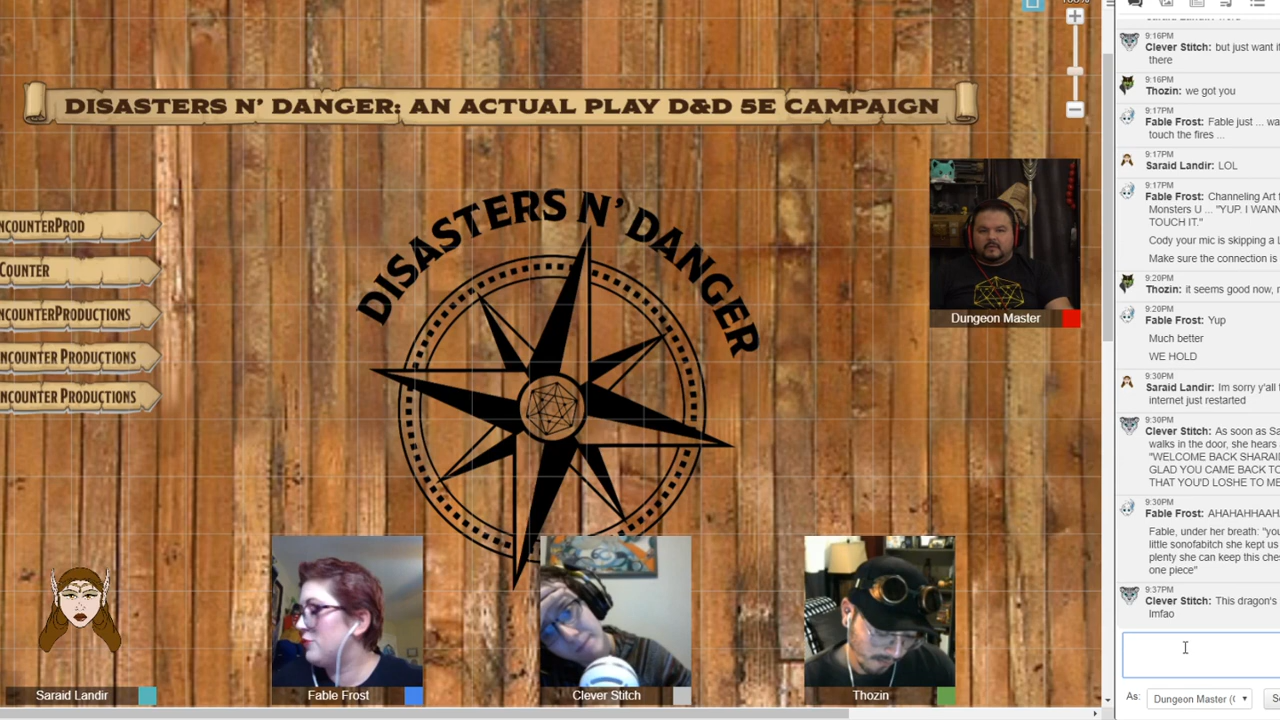 DISASTERS N' DANGER: AN ACTUAL PLAY D&D 5E CAMPAIGN
NCOUNTERPROD
COUNTER
NCOUNTERPRODUCTIONS
NCOUNTER PRODUCTIONS
NCOUNTER PRODUCTIONS
DISASTERS N' DANGER
Dungeon Master
Saraid Landir
Fable Frost
Clever Stitch
Thozin
9:16PM
Clever Stitch: but just want
there
9:16PM
Thozin: we got you
9:17PM
Fable Frost: Fable just ... wa
touch the fires ...
9:17PM
Saraid Landir: LOL
9:17PM
Fable Frost: Channeling Art
Monsters U ... "YUP. I WANN
TOUCH IT."
Cody your mic is skipping a
Make sure the connection is
9:20PM
Thozin: it seems good now,
9:20PM
Fable Frost: Yup
Much better
WE HOLD
9:30PM
Saraid Landir: Im sorry y'all
internet just restarted
9:30PM
Clever Stitch: As soon as Sa
walks in the door, she hears
"WELCOME BACK SHARAI
GLAD YOU CAME BACK TO
THAT YOU'D LOSHE TO ME
9:30PM
Fable Frost: AHAHAHHAAH
Fable, under her breath: "you
little sonofabitch she kept us
plenty she can keep this che
one piece"
9:37PM
Clever Stitch: This dragon's
lmfao
As: Dungeon Master (